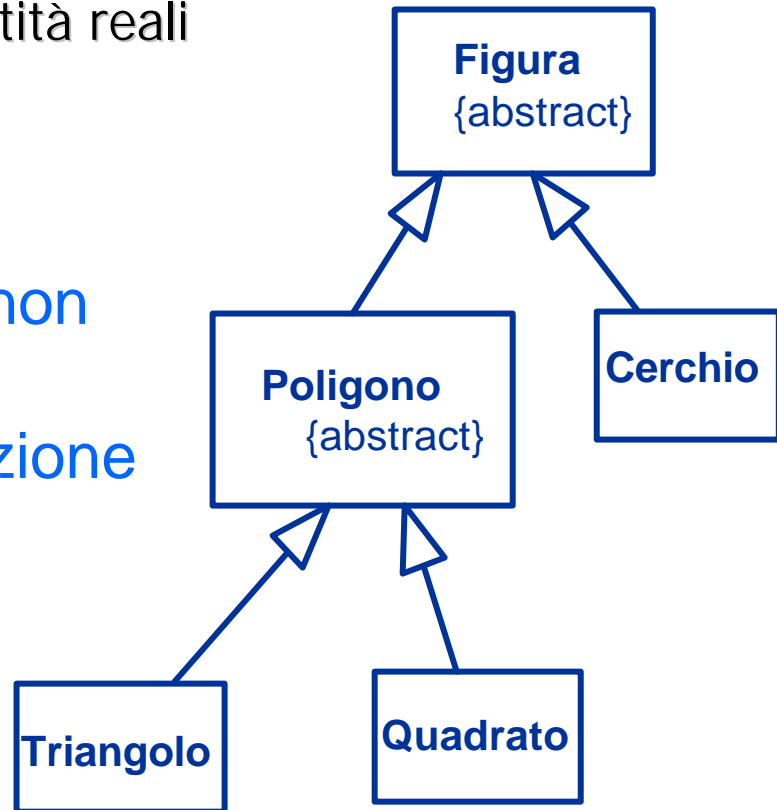 tità reali
Figura
{abstract}
non
Poligono
{abstract}
Cerchio
zione
Triangolo
Quadrato